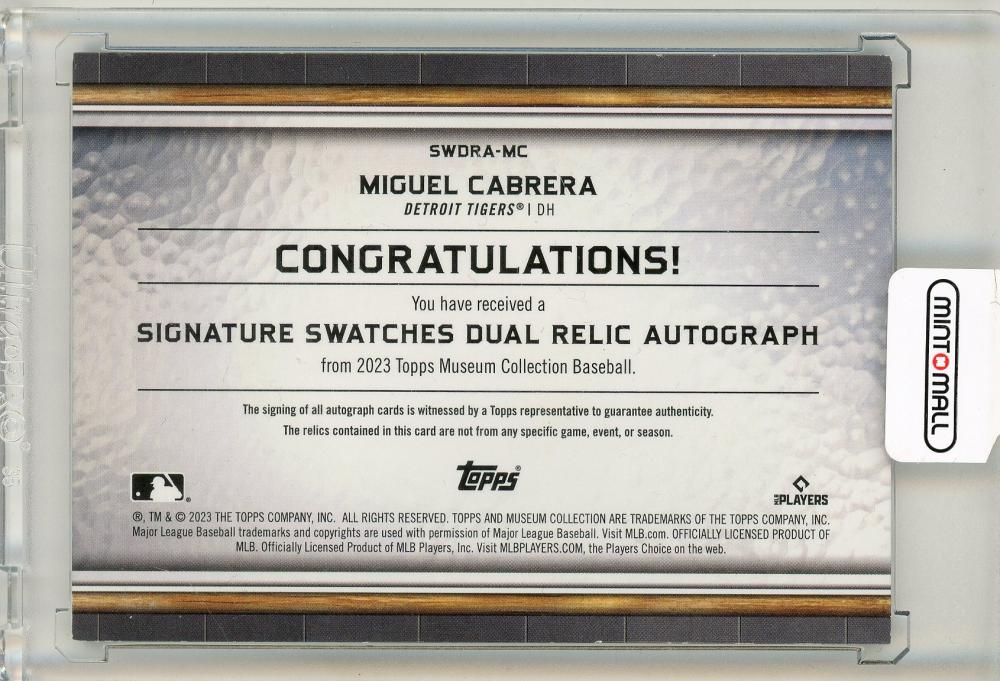 SWDRA-MC
MIGUEL CABRERA
DETROIT TIGERS® | DH
CONGRATULATIONS!
You have received a
SIGNATURE SWATCHES DUAL RELIC AUTOGRAPH
from 2023 Topps Museum Collection Baseball.
The signing of all autograph cards is witnessed by a Topps representative to guarantee authenticity.
The relics contained in this card are not from any specific game, event, or season.
topps®
MLB PLAYERS
®, TM & © 2023 THE TOPPS COMPANY, INC. ALL RIGHTS RESERVED. TOPPS AND MUSEUM COLLECTION ARE TRADEMARKS OF THE TOPPS COMPANY, INC.
Major League Baseball trademarks and copyrights are used with permission of Major League Baseball. Visit MLB.com. OFFICIALLY LICENSED PRODUCT OF
MLB. Officially Licensed Product of MLB Players, Inc. Visit MLBPLAYERS.COM, the Players Choice on the web.
MINT MALL
Ultra PRO®